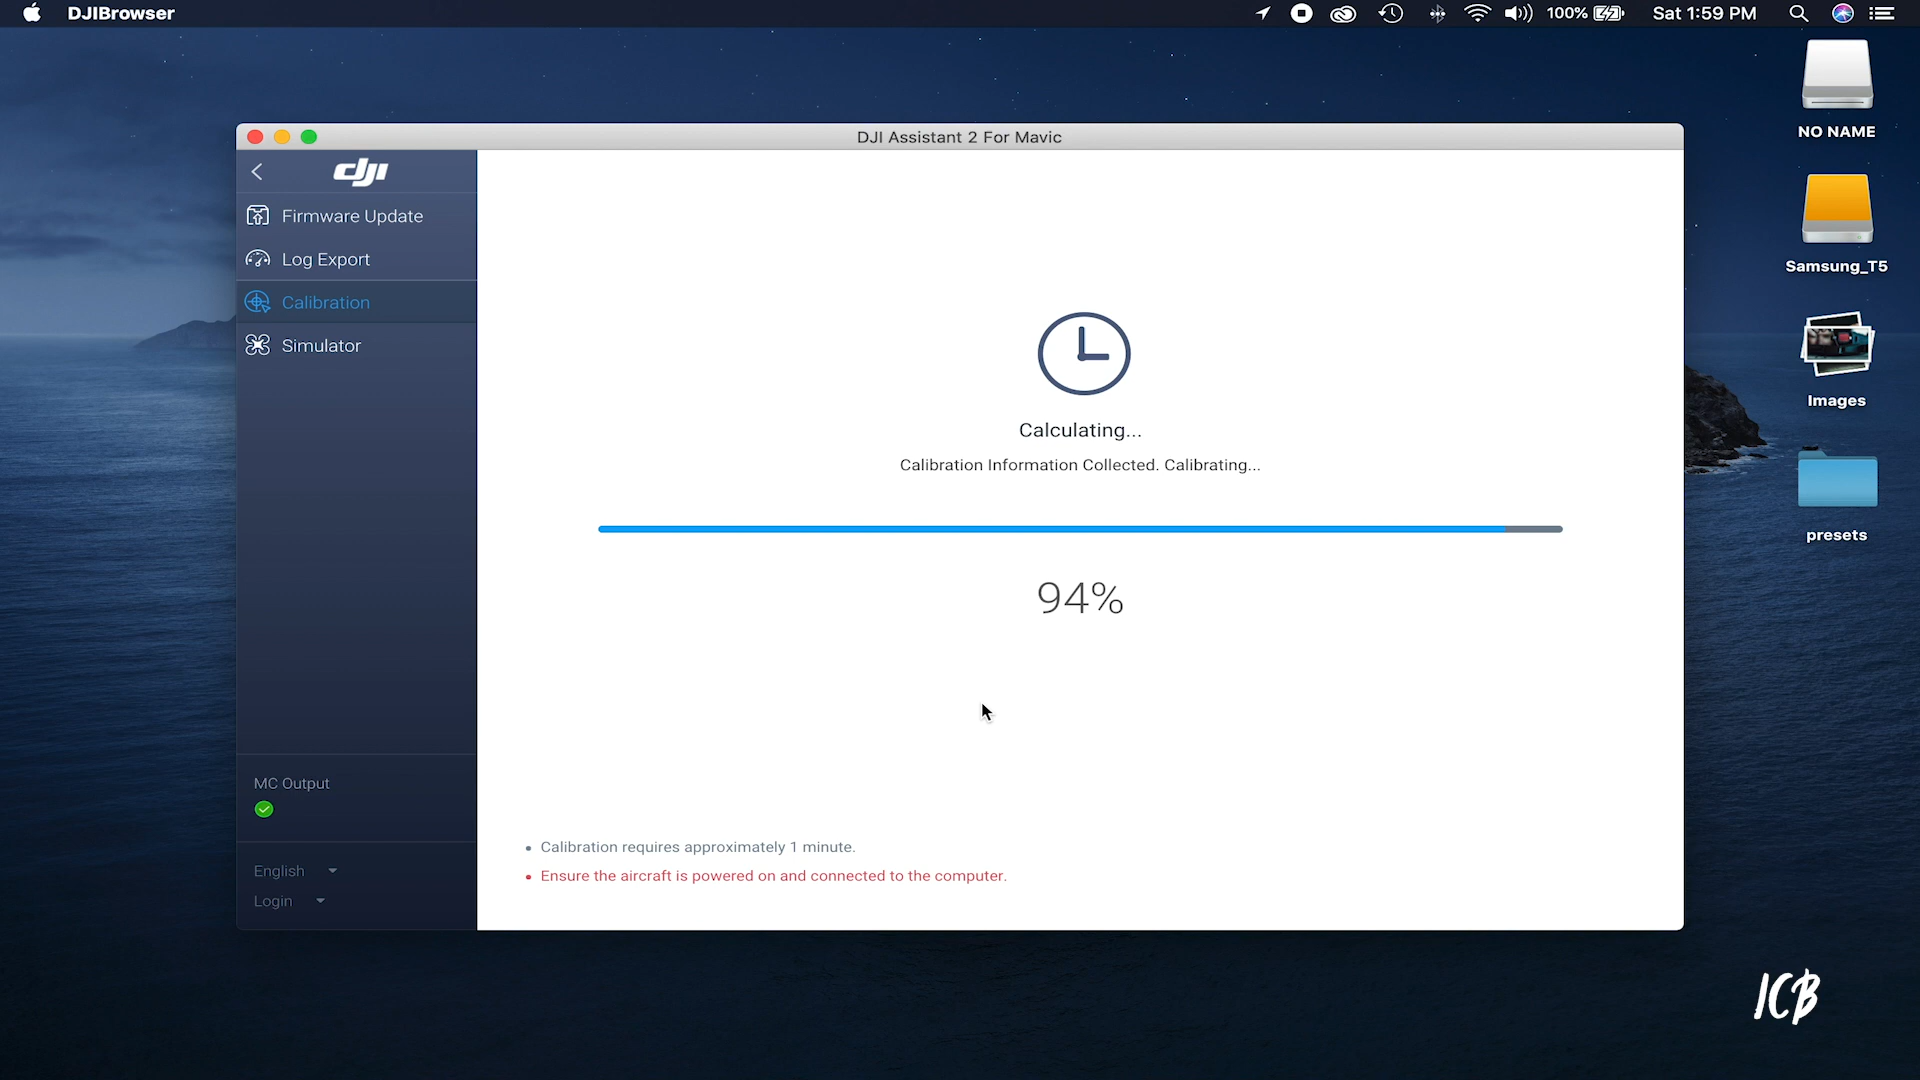 DJIBrowser
100%
Sat 1:59 PM
NO NAME
Samsung_T5
Images
presets
DJI Assistant 2 For Mavic
dji
Firmware Update
Log Export
Calibration
Simulator
Calculating...
Calibration Information Collected. Calibrating...
94%
MC Output
Calibration requires approximately 1 minute.
Ensure the aircraft is powered on and connected to the computer.
English
Login
ICB